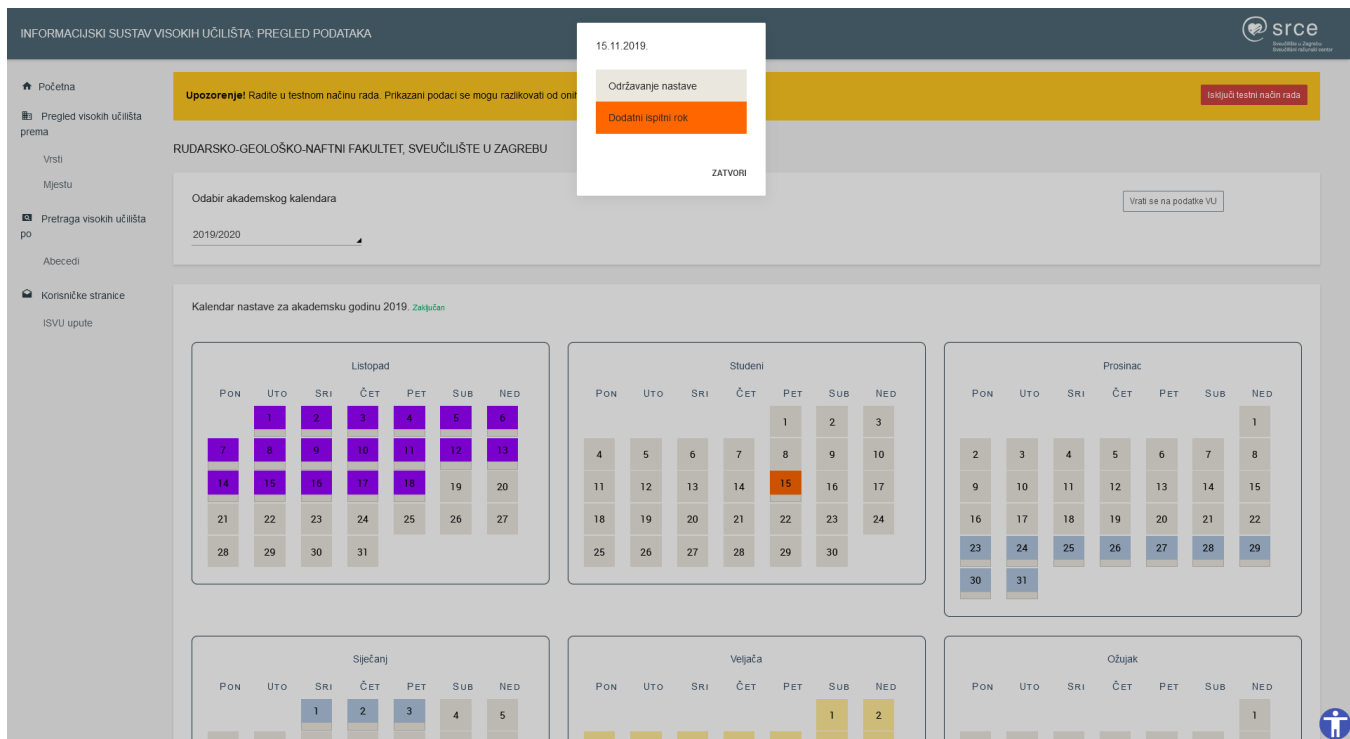 INFORMACIJSKI SUSTAV VISOKIH UČILIŠTA: PREGLED PODATAKA
srce
Sveučilište u Zagrebu
Sveučilišni računski centar
15.11.2019.
Održavanje nastave
Dodatni ispitni rok
ZATVORI
Početna
Pregled visokih učilišta
prema
Vrsti
Mjestu
Pretraga visokih učilišta
po
Abecedi
Korisničke stranice
ISVU upute
Upozorenje! Radite u testnom načinu rada. Prikazani podaci se mogu razlikovati od onih
Isključi testni način rada
RUDARSKO-GEOLOŠKO-NAFTNI FAKULTET, SVEUČILIŠTE U ZAGREBU
Odabir akademskog kalendara
Vrati se na podatke VU
2019/2020
Kalendar nastave za akademsku godinu 2019. Zaključan
Listopad
PON UTO SRI ČET PET SUB NED
1 2 3 4 5 6
7 8 9 10 11 12 13
14 15 16 17 18 19 20
21 22 23 24 25 26 27
28 29 30 31
Studeni
PON UTO SRI ČET PET SUB NED
1 2 3
4 5 6 7 8 9 10
11 12 13 14 15 16 17
18 19 20 21 22 23 24
25 26 27 28 29 30
Prosinac
PON UTO SRI ČET PET SUB NED
1
2 3 4 5 6 7 8
9 10 11 12 13 14 15
16 17 18 19 20 21 22
23 24 25 26 27 28 29
30 31
Siječanj
PON UTO SRI ČET PET SUB NED
1 2 3 4 5
Veljača
PON UTO SRI ČET PET SUB NED
1 2
Ožujak
PON UTO SRI ČET PET SUB NED
1